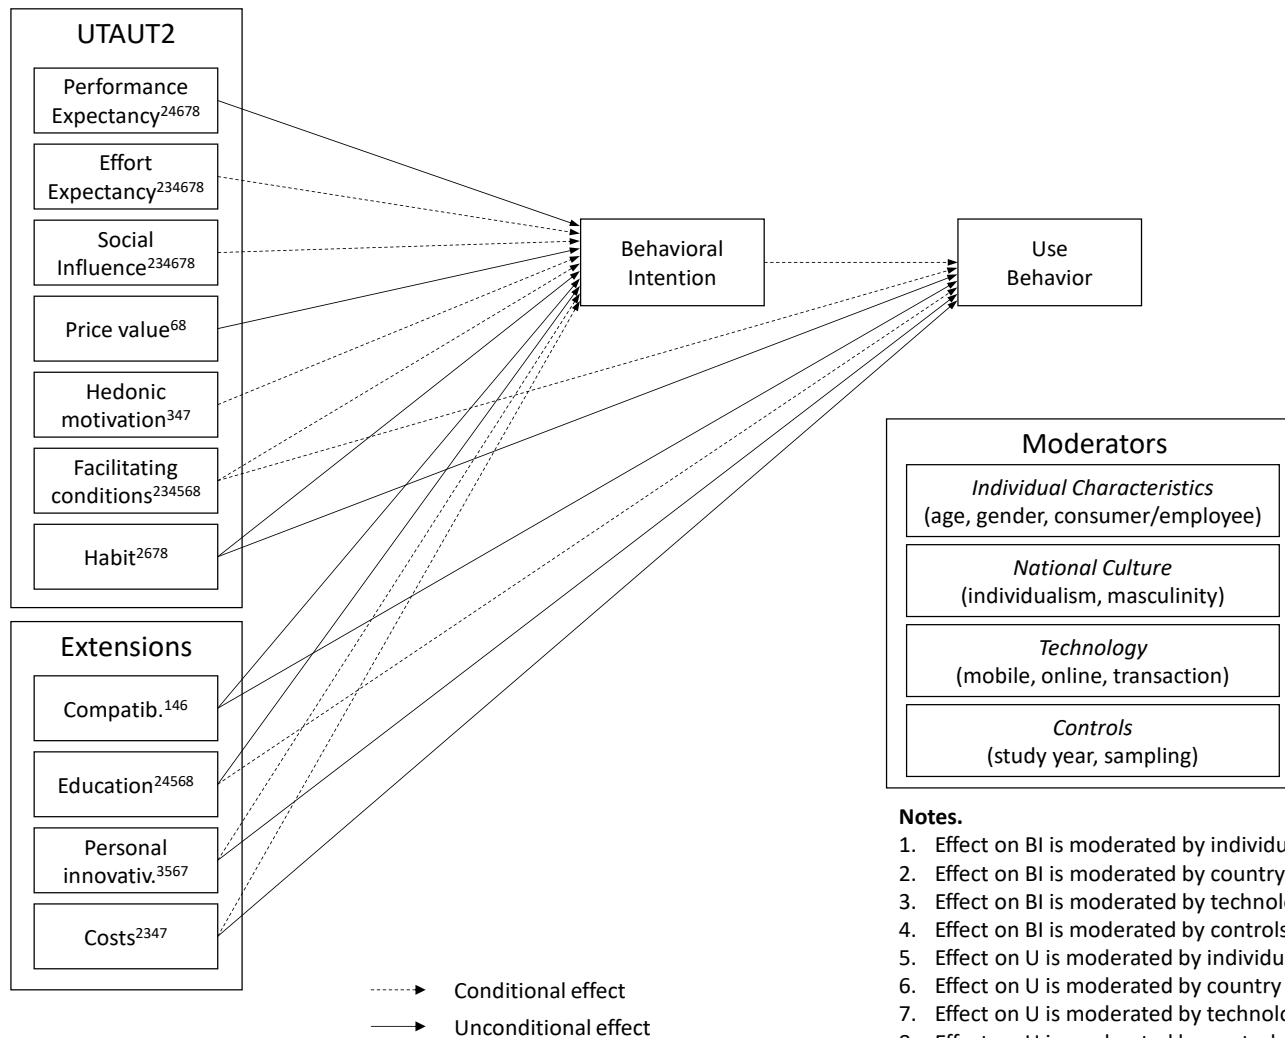 UTAUT2
Performance
Expectancy24678
Effort
Expectancy234678
Social
Influence234678
Price value68
Hedonic
motivation347
Facilitating
conditions234568
Habit2678
Extensions
Compatib.146
Education24568
Personal
innovativ.3567
Costs2347
Behavioral
Intention
Use
Behavior
Moderators
Individual Characteristics
(age, gender, consumer/employee)
National Culture
(individualism, masculinity)
Technology
(mobile, online, transaction)
Controls
(study year, sampling)
Notes.
1. Effect on BI is moderated by
2. Effect on BI is moderated by country
3. Effect on BI is moderated by
4. Effect on BI is moderated by controls
5. Effect on U is moderated by
6. Effect on U is moderated by country
7. Effect on U is moderated by
Conditional effect
Unconditional effect